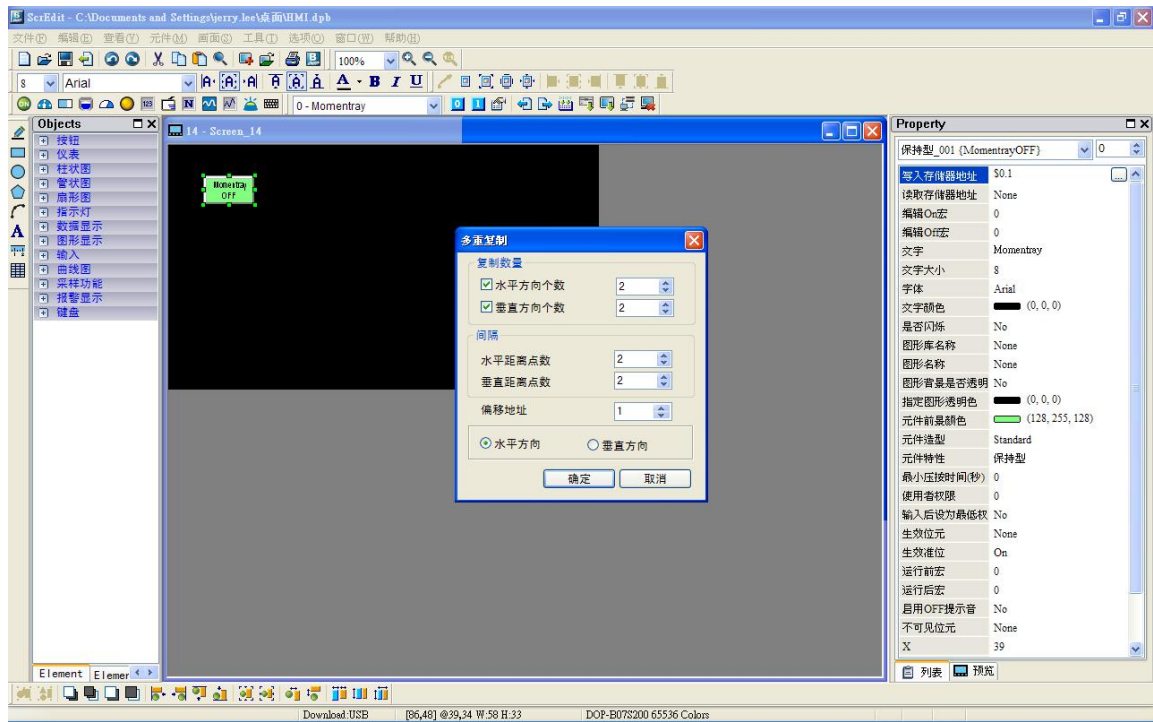 ScrEdit - C:\Documents and Settings\jerry.lee\桌面\HMI.dpb
文件(F) 编辑(E) 查看(V) 元件(M) 画面(S) 工具(T) 选项(O) 窗口(W) 帮助(H)
100%
8 Arial A A A A A A A B I U
0 - Momentray
Objects
按钮
仪表
柱状图
管状图
扇形图
指示灯
数据显示
图形显示
输入
曲线图
采样功能
报警显示
键盘
Element Elemer
14 - Screen_14
Momentray
OFF
多重复制
复制数量
水平方向个数 2
垂直方向个数 2
间隔
水平距离点数 2
垂直距离点数 2
偏移地址 1
水平方向 垂直方向
确定 取消
Property
保持型_001 {MomentrayOFF} 0
写入存储器地址 $0.1 ...
读取存储器地址 None
编辑On宏 0
编辑Off宏 0
文字 Momentray
文字大小 8
字体 Arial
文字颜色 (0, 0, 0)
是否闪烁 No
图形库名称 None
图形名称 None
图形背景是否透明 No
指定图形透明色 (0, 0, 0)
元件前景颜色 (128, 255, 128)
元件造型 Standard
元件特性 保持型
最小压按时间(秒) 0
使用者权限 0
输入后设为最低权 No
生效位元 None
生效准位 On
运行前宏 0
运行后宏 0
启用OFF提示音 No
不可见位元 None
X 39
列表 预览
Download:USB [86,48] @39,34 W:58 H:33 DOP-B07S200 65536 Colors